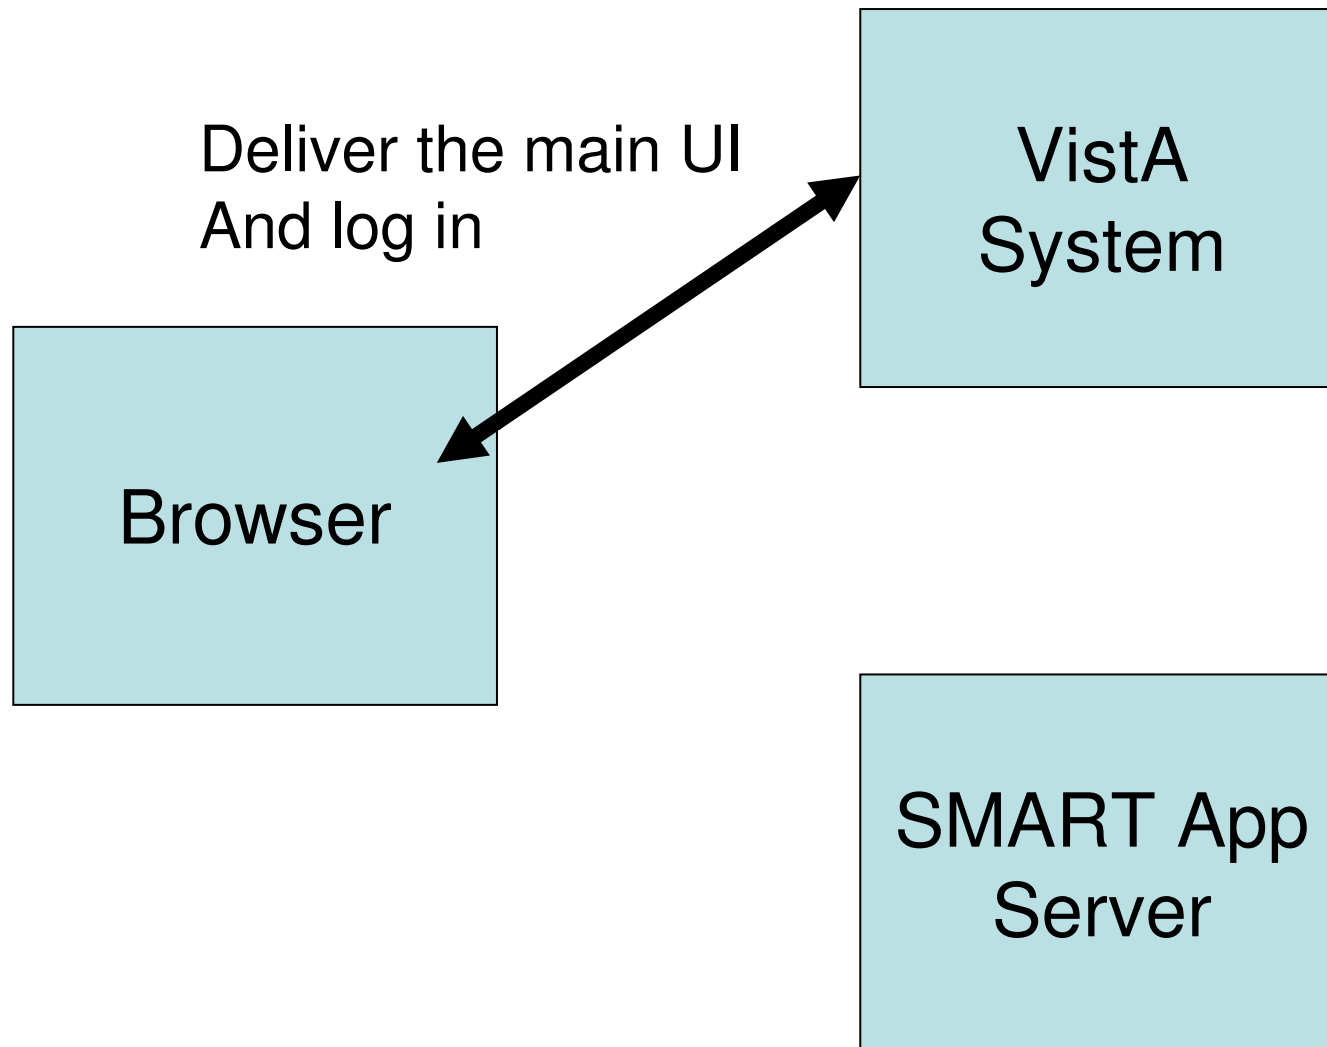 Deliver the main UI
And log in
VistA
System
Browser
SMART App
Server